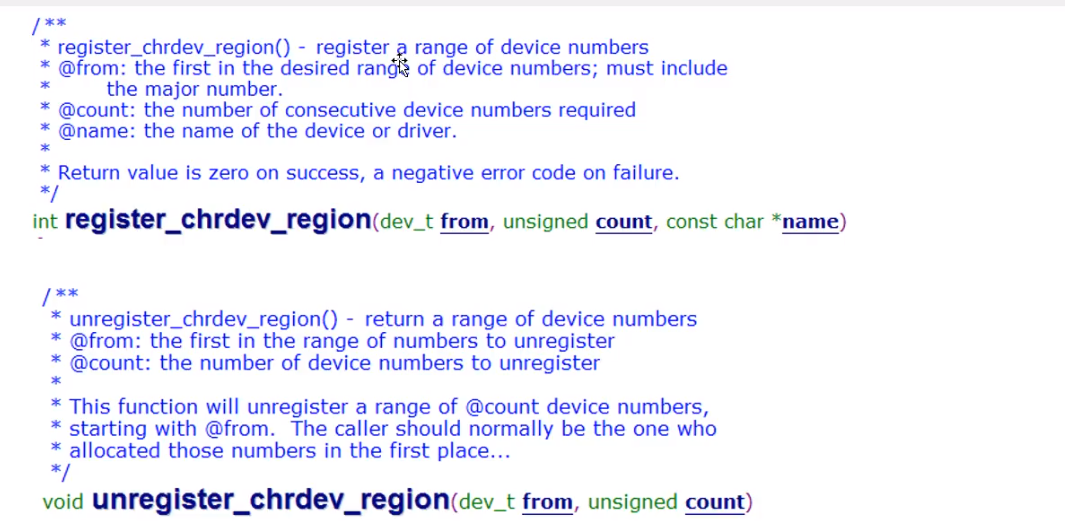 /**
 * register_chrdev_region() - register a range of device numbers
 * @from: the first in the desired range of device numbers; must include
 *        the major number.
 * @count: the number of consecutive device numbers required
 * @name: the name of the device or driver.
 *
 * Return value is zero on success, a negative error code on failure.
 */
int register_chrdev_region(dev_t from, unsigned count, const char *name)
/**
 * unregister_chrdev_region() - return a range of device numbers
 * @from: the first in the range of numbers to unregister
 * @count: the number of device numbers to unregister
 *
 * This function will unregister a range of @count device numbers,
 * starting with @from.  The caller should normally be the one who
 * allocated those numbers in the first place...
 */
void unregister_chrdev_region(dev_t from, unsigned count)